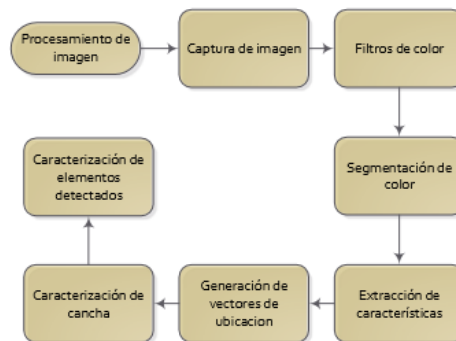 Procesamiento de
imagen
Captura de imagen
Filtros de color
Segmentación de
color
Extracción de
características
Generación de
vectores de
ubicacion
Caracterización de
cancha
Caracterización de
elementos
detectados